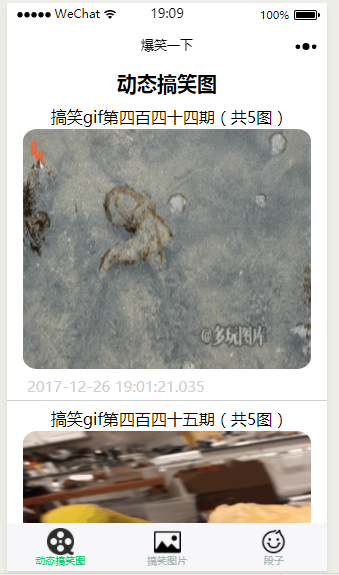 WeChat
19:09
100%
爆笑一下
动态搞笑图
搞笑gif第四百四十四期（共5图）
@多玩图库
2017-12-26 19:01:21.035
搞笑gif第四百四十五期（共5图）
动态搞笑图
搞笑图片
段子